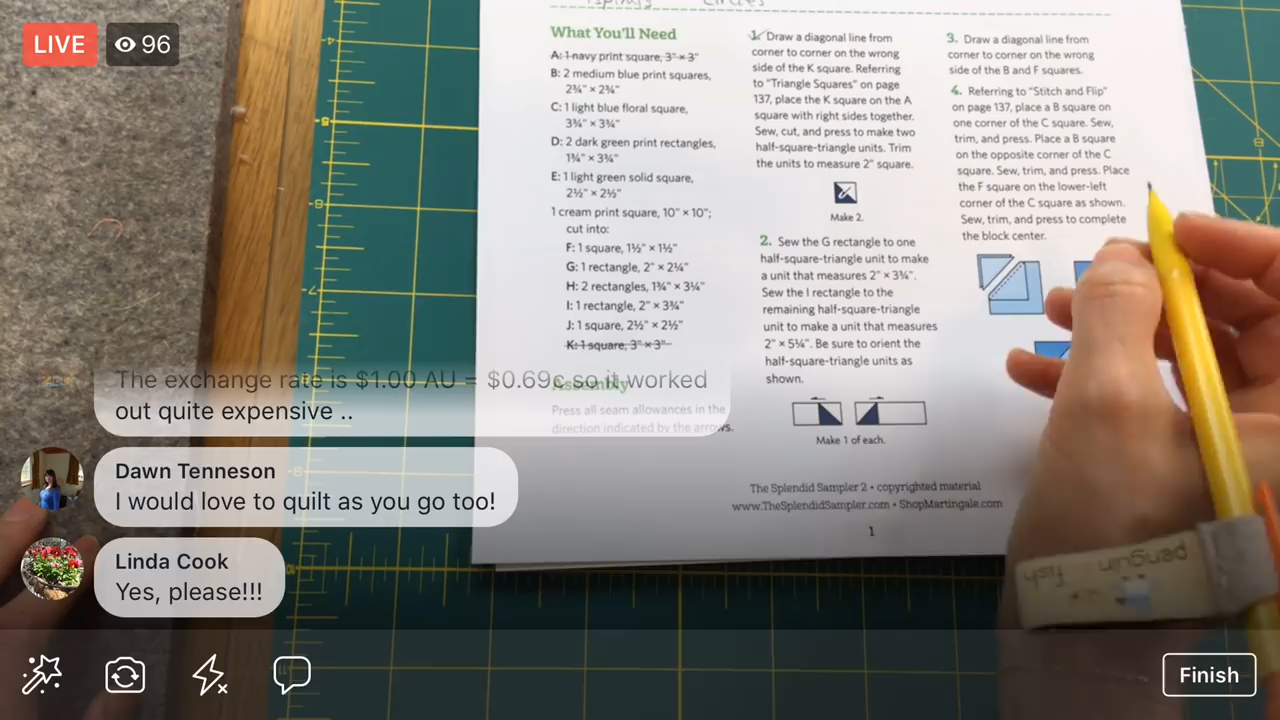 LIVE
96
What You'll Need
A: 1 navy print square, 3" × 3"
B: 2 medium blue print squares,
2¾" × 2¾"
C: 1 light blue floral square,
3¾" × 3¾"
D: 2 dark green print rectangles,
1¾" × 3¾"
E: 1 light green solid square,
2½" × 2½"
1 cream print square, 10" × 10";
cut into:
F: 1 square, 1½" × 1½"
G: 1 rectangle, 2" × 2¼"
H: 2 rectangles, 1¾" × 3¼"
I: 1 rectangle, 2" × 3¾"
J: 1 square, 2½" × 2½"
K: 1 square, 3" × 3"
Assembly
Press all seam allowances in the
direction indicated by the arrows.
1. Draw a diagonal line from
corner to corner on the wrong
side of the K square. Referring
to "Triangle Squares" on page
137, place the K square on the A
square with right sides together.
Sew, cut, and press to make two
half-square-triangle units. Trim
the units to measure 2" square.
Make 2.
2. Sew the G rectangle to one
half-square-triangle unit to make
a unit that measures 2" × 3¾".
Sew the I rectangle to the
remaining half-square-triangle
unit to make a unit that measures
2" × 5¼". Be sure to orient the
half-square-triangle units as
shown.
Make 1 of each.
3. Draw a diagonal line from
corner to corner on the wrong
side of the B and F squares.
4. Referring to "Stitch and Flip"
on page 137, place a B square on
one corner of the C square. Sew,
trim, and press. Place a B square
on the opposite corner of the C
square. Sew, trim, and press. Place
the F square on the lower-left
corner of the C square as shown.
Sew, trim, and press to complete
the block center.
The Splendid Sampler 2 • copyrighted material
www.TheSplendidSampler.com • ShopMartingale.com
1
penguin
fish
The exchange rate is $1.00 AU = $0.69c so it worked
out quite expensive ..
Dawn Tenneson
I would love to quilt as you go too!
Linda Cook
Yes, please!!!
Finish